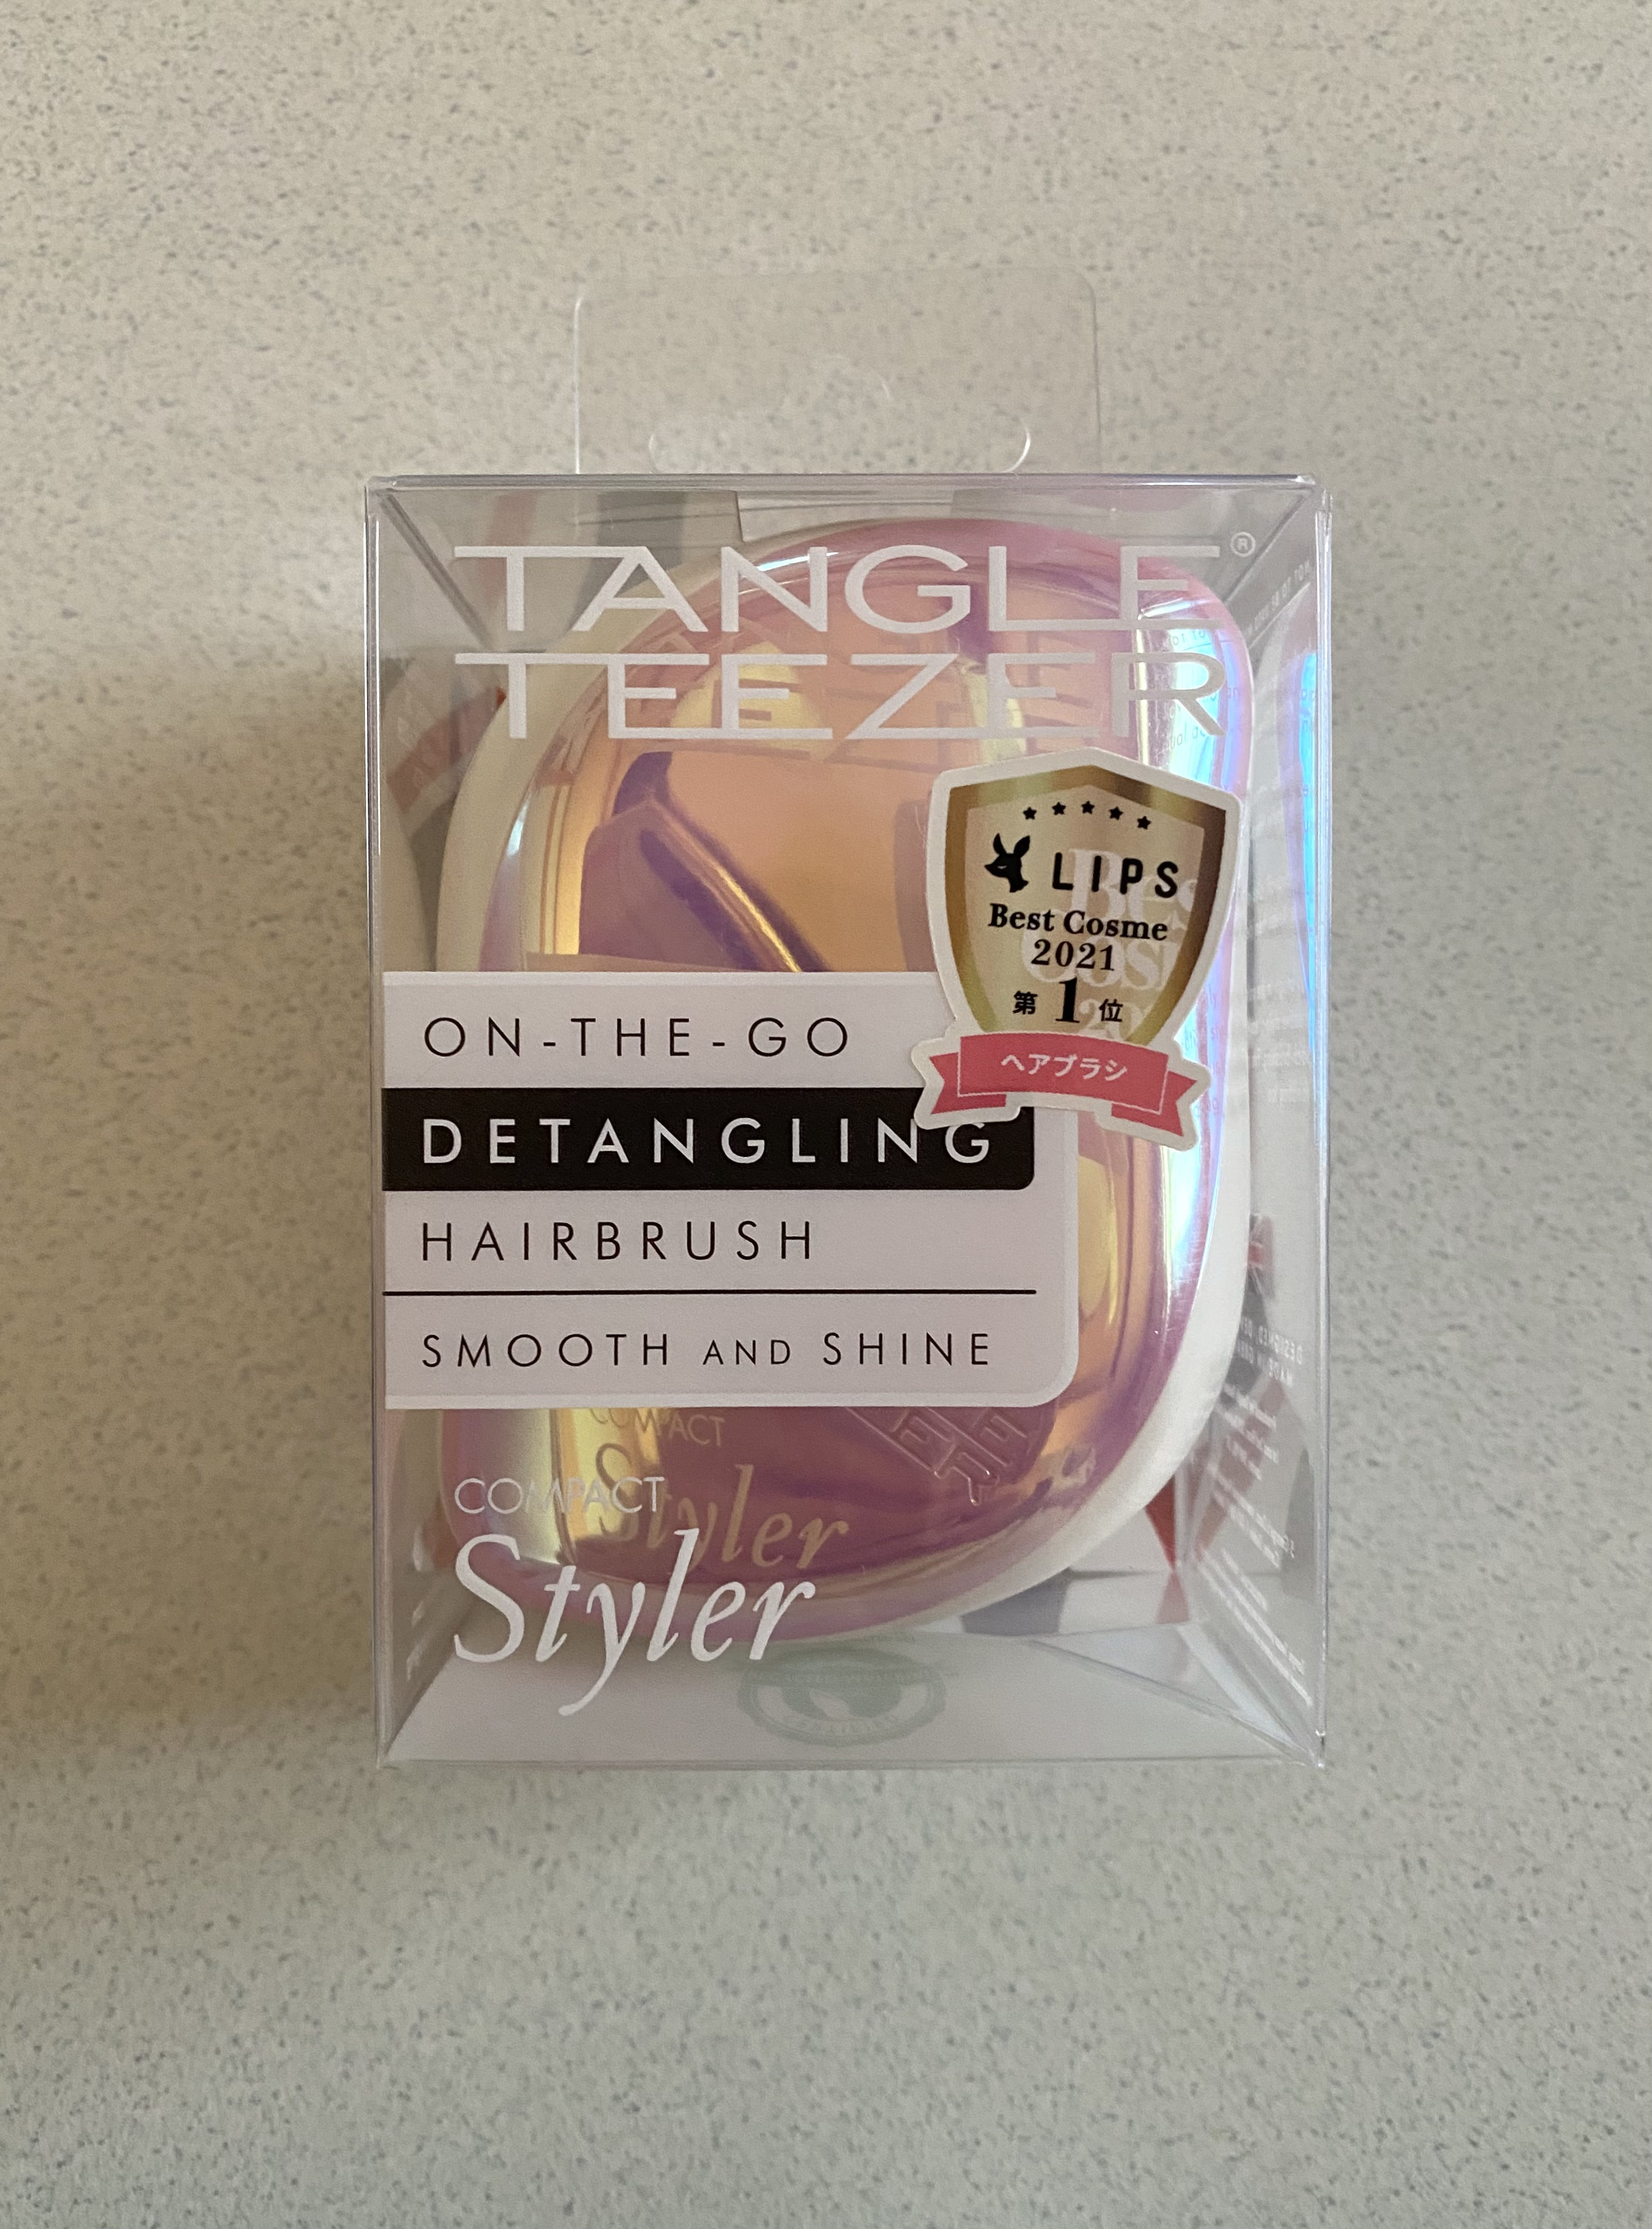 TANGLE
TEEZER®
★★★★★
LIPS
Best Cosme
2021
第1位
ヘアブラシ
ON-THE-GO
DETANGLING
HAIRBRUSH
SMOOTH AND SHINE
COMPACT
Styler